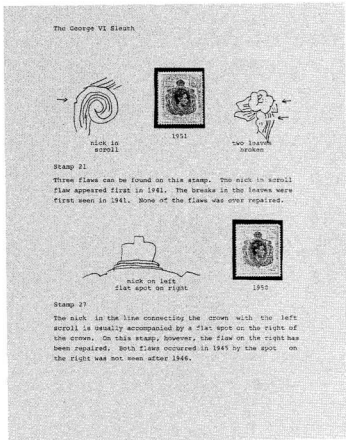 The George VI Sleuth
1951
nick in
scroll
two leaves
broken
Stamp 21
Three flaws can be found on this stamp. The nick in scroll
flaw appeared first in 1941. The breaks in the leaves were
first seen in 1941. None of the flaws was ever repaired.
nick on left
flat spot on right
1950
Stamp 27
The nick in the line connecting the crown with the left
scroll is usually accompanied by a flat spot on the right of
the crown. On this stamp, however, the flaw on the right has
been repaired. Both flaws occurred in 1945 by the spot on
the right was not seen after 1946.